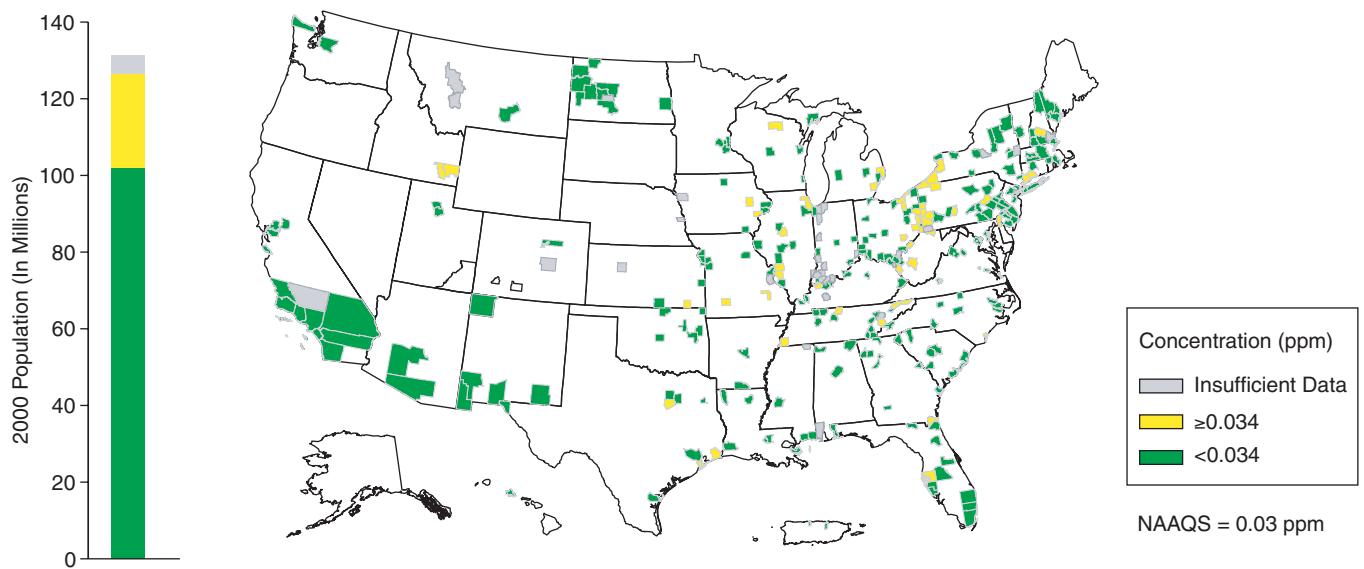 2000 Population (In Millions)
140
120
100
80
60
40
20
0
Concentration (ppm)
Insufficient Data
≥0.034
<0.034
NAAQS = 0.03 ppm